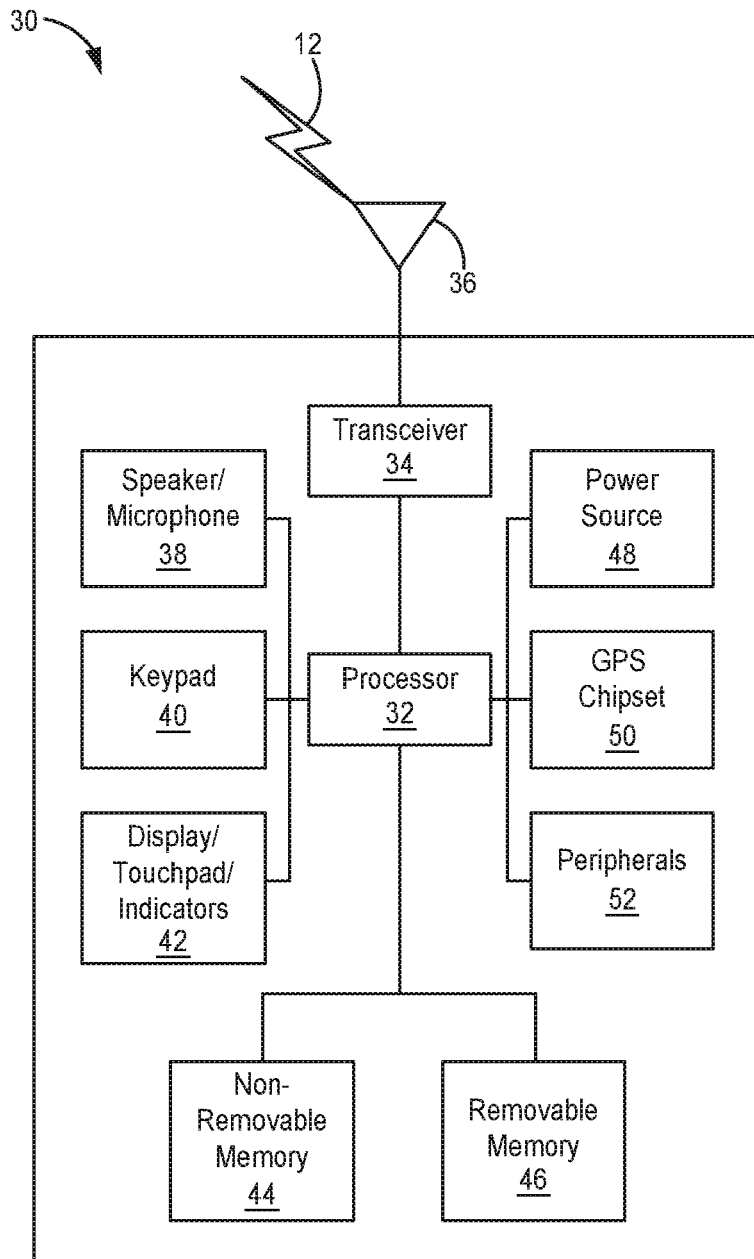 30
12
36
Transceiver
34
Speaker/
Microphone
38
Power
Source
48
Keypad
40
Processor
32
GPS
Chipset
50
Display/
Touchpad/
Indicators
42
Peripherals
52
Non-
Removable
Memory
44
Removable
Memory
46